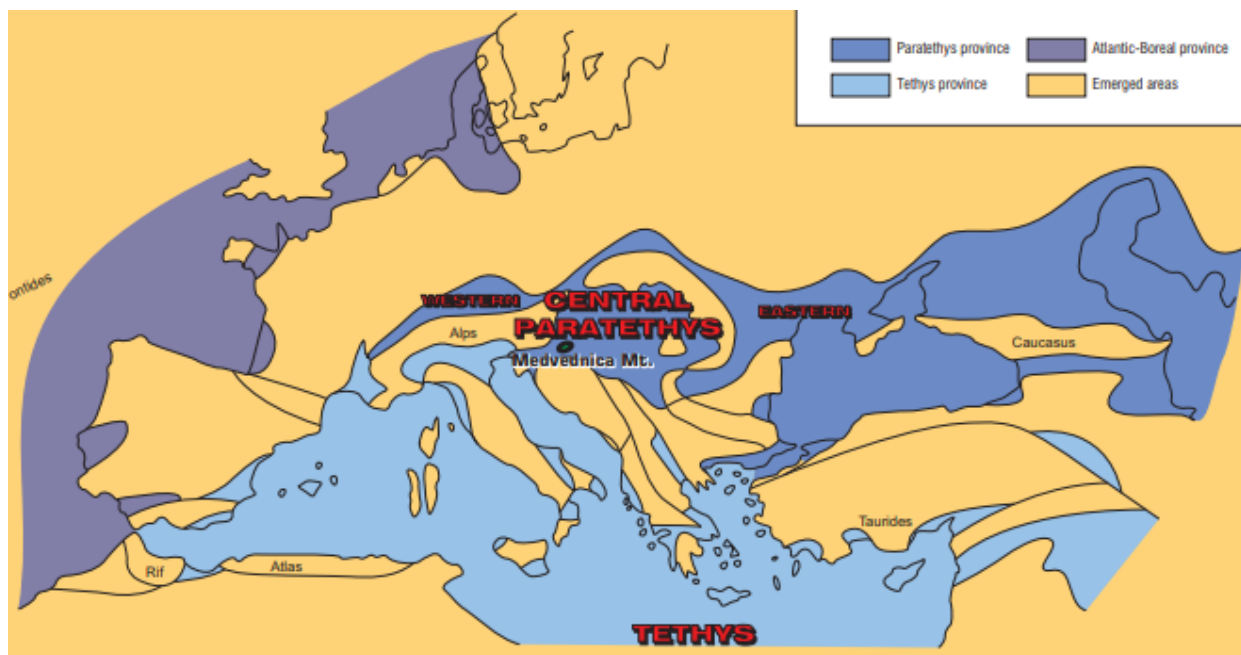 Paratethys province
Atlantic-Boreal province
Tethys province
Emerged areas
ontides
WESTERN
CENTRAL
PARATETHYS
EASTERN
Alps
Medvednica Mt.
Caucasus
Taurides
Rif
Atlas
TETHYS